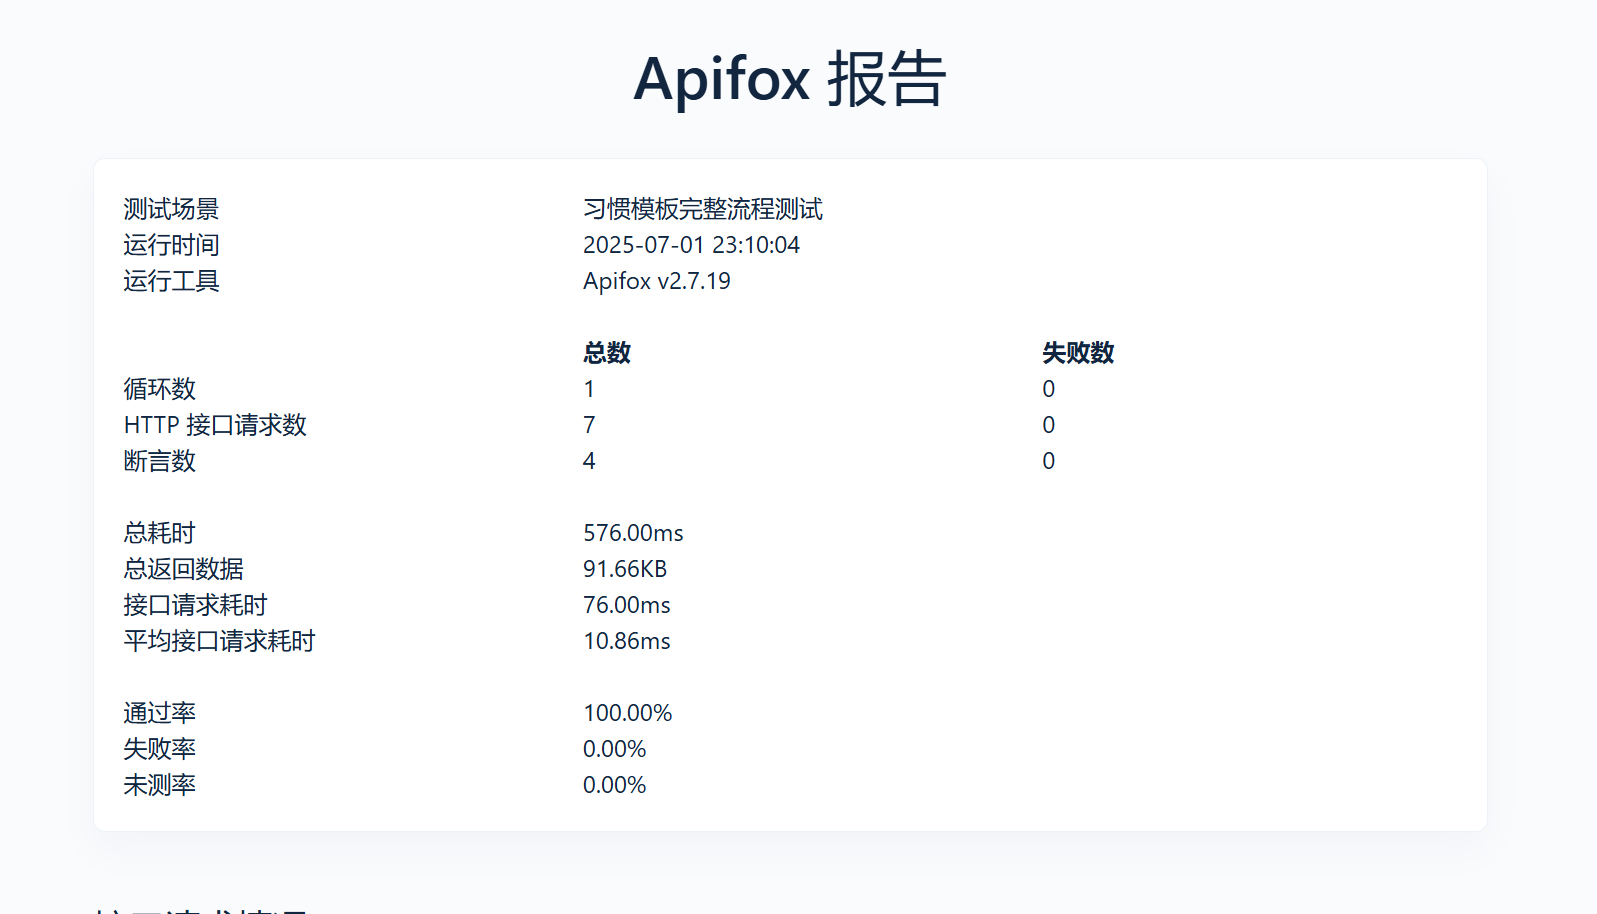 Apifox 报告
测试场景 习惯模板完整流程测试
运行时间 2025-07-01 23:10:04
运行工具 Apifox v2.7.19
总数 失败数
循环数 1 0
HTTP 接口请求数 7 0
断言数 4 0
总耗时 576.00ms
总返回数据 91.66KB
接口请求耗时 76.00ms
平均接口请求耗时 10.86ms
通过率 100.00%
失败率 0.00%
未测率 0.00%